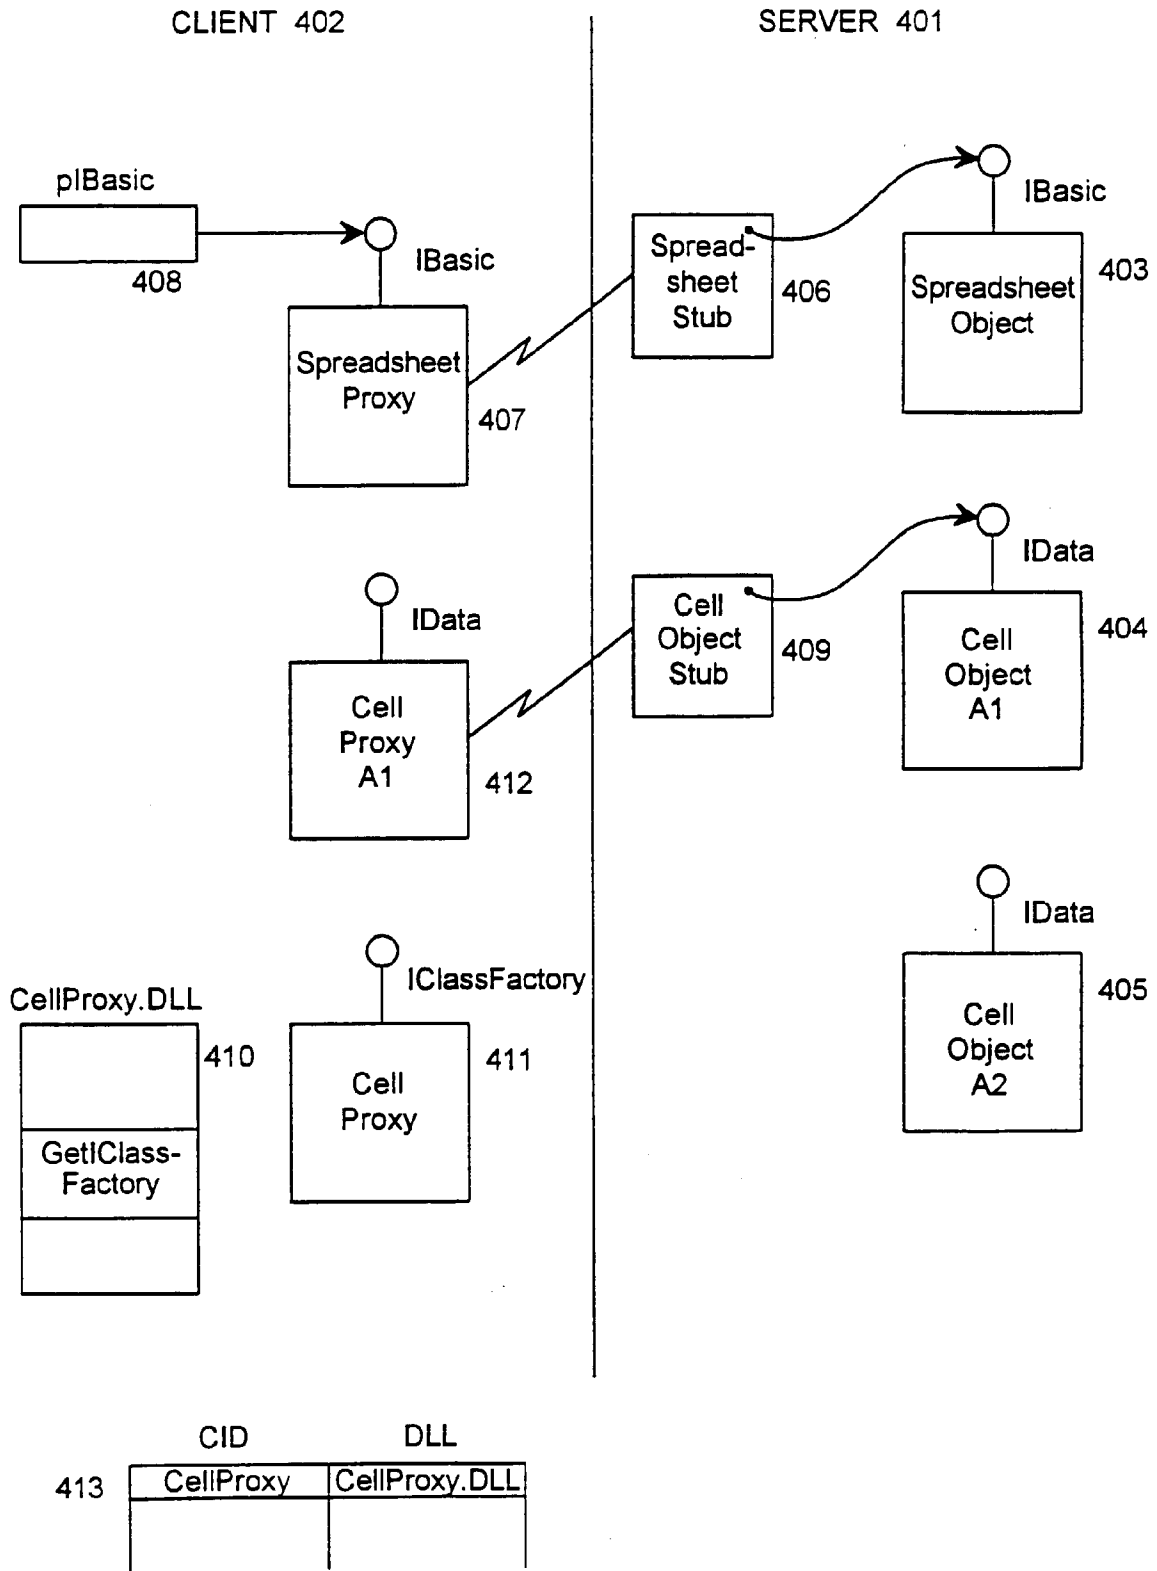 CLIENT 402
SERVER 401
pIBasic
408
IBasic
Spreadsheet
Proxy
407
Spread-
sheet
Stub
406
IBasic
403
Spreadsheet
Object
IData
Cell
Proxy
A1
412
Cell
Object
Stub
409
IData
404
Cell
Object
A1
IClassFactory
CellProxy.DLL
410
GetIClass-
Factory
Cell
Proxy
411
IData
405
Cell
Object
A2
CID DLL
413 CellProxy CellProxy.DLL